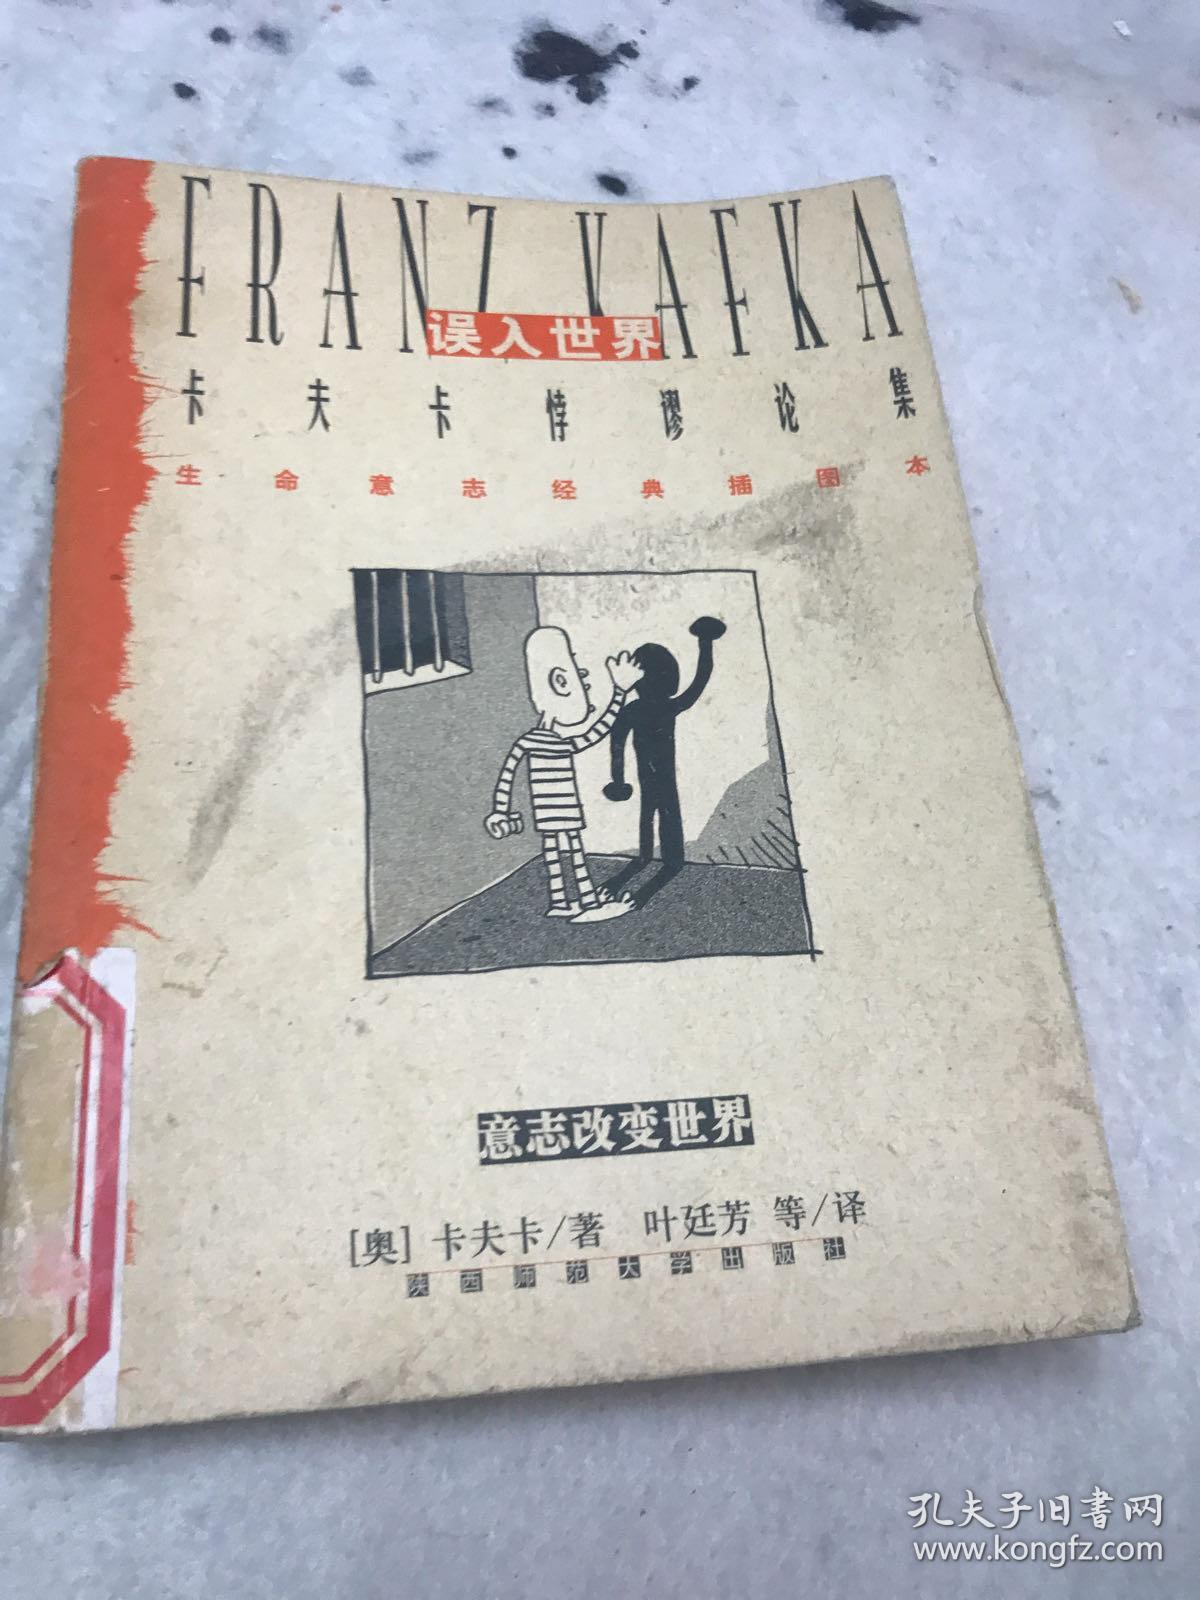 FRANZ KAFKA
误入世界
卡夫卡悖谬论集
生命意志经典插图本
意志改变世界
[奥] 卡夫卡/著 叶廷芳 等/译
陕西师范大学出版社
孔夫子旧书网
www.kongfz.com